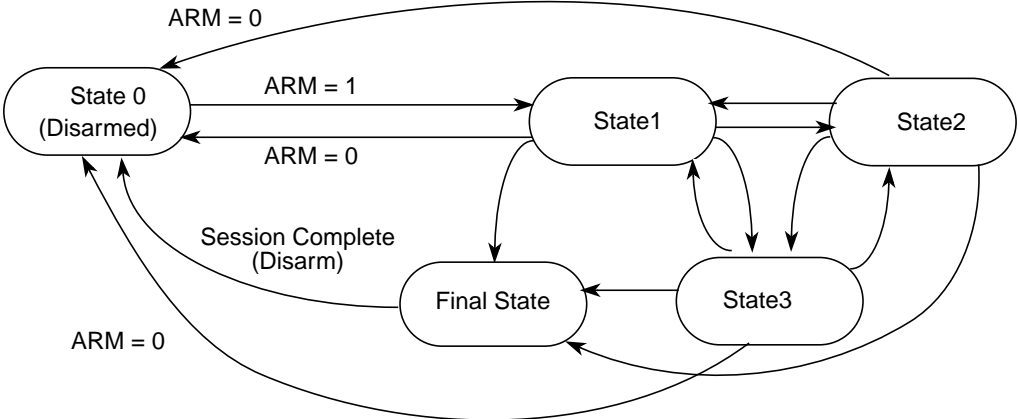 ARM = 0
State 0
(Disarmed)
ARM = 1
ARM = 0
State1
State2
Session Complete
(Disarm)
Final State
State3
ARM = 0